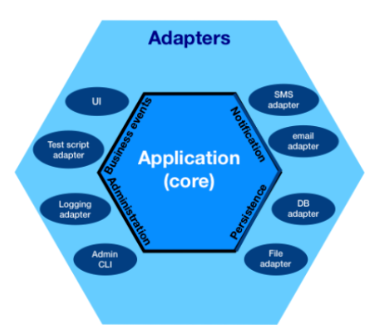 Adapters
UI
Test script
adapter
Logging
adapter
Admin
CLI
Business events
Administration
Application
(core)
Notification
Persistence
SMS
adapter
email
adapter
DB
adapter
File
adapter